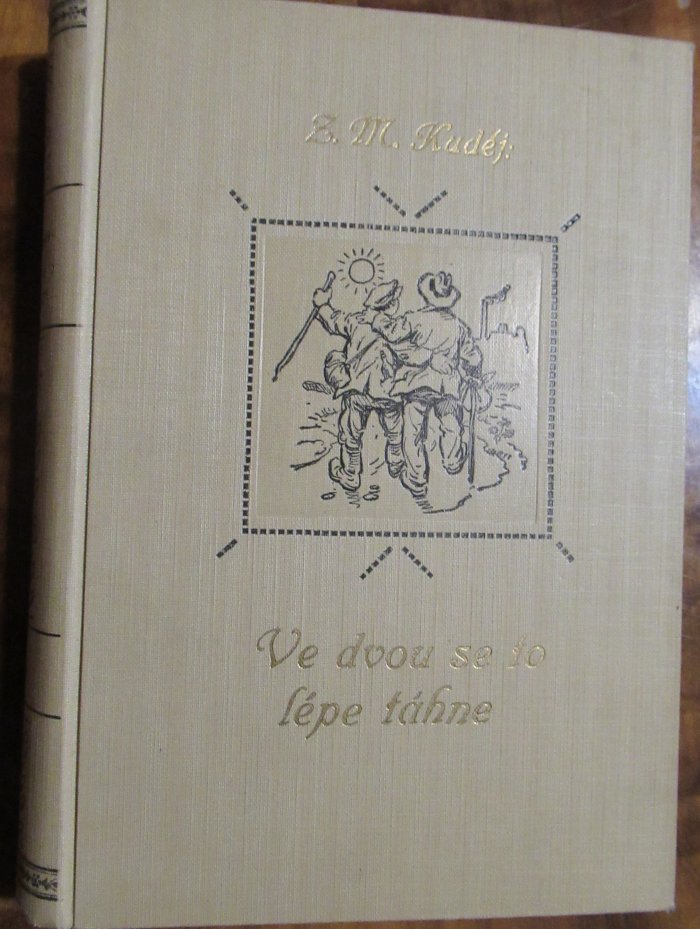 Z. M. Kuděj:
Ve dvou se to
lépe táhne